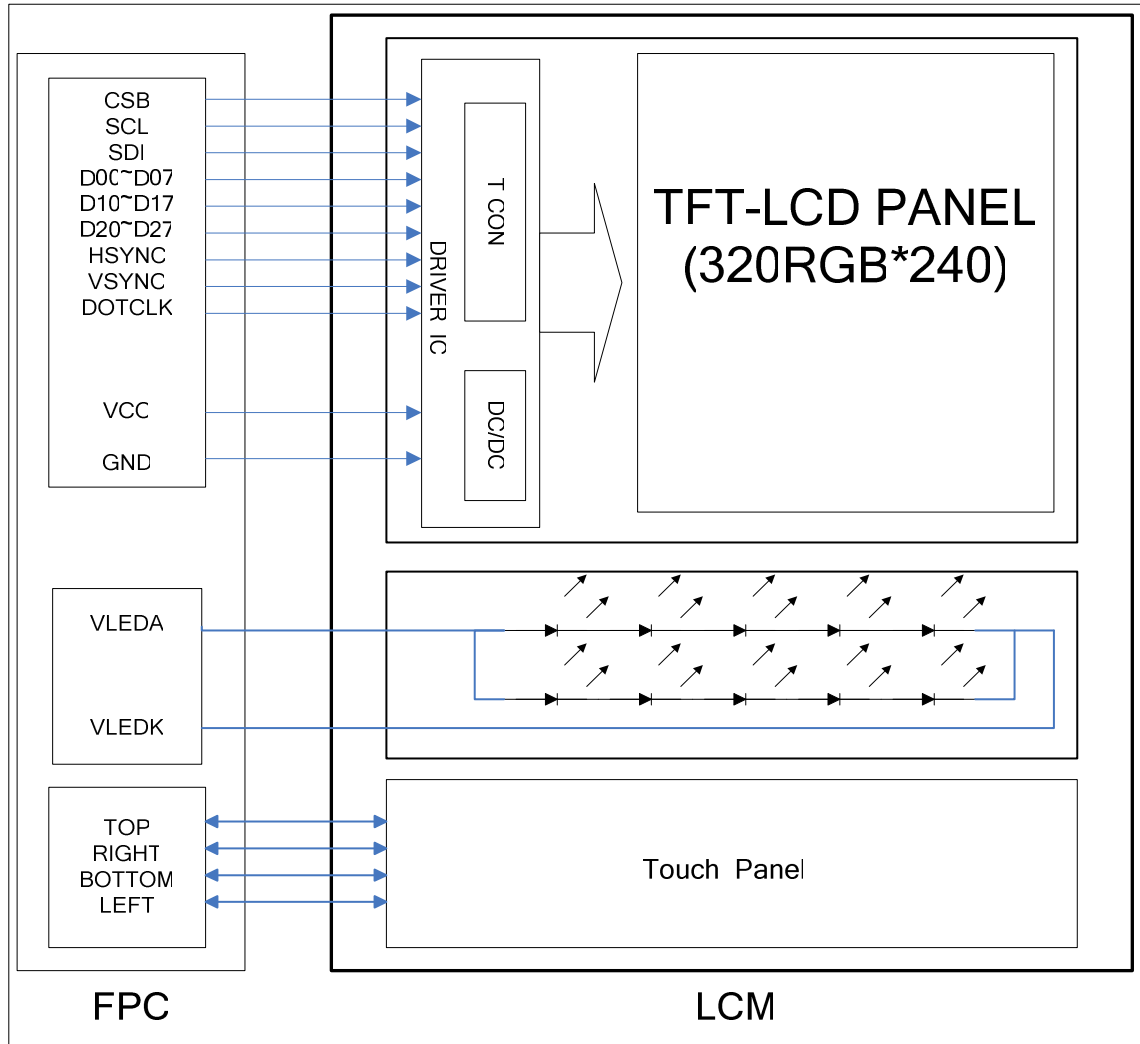 CSB
SCL
SDI
D00~D07
D10~D17
D20~D27
HSYNC
VSYNC
DOTCLK
VCC
GND
DRIVER IC
T CON
DC/DC
TFT-LCD PANEL
(320RGB*240)
VLEDA
VLEDK
TOP
RIGHT
BOTTOM
LEFT
Touch Panel
FPC
LCM